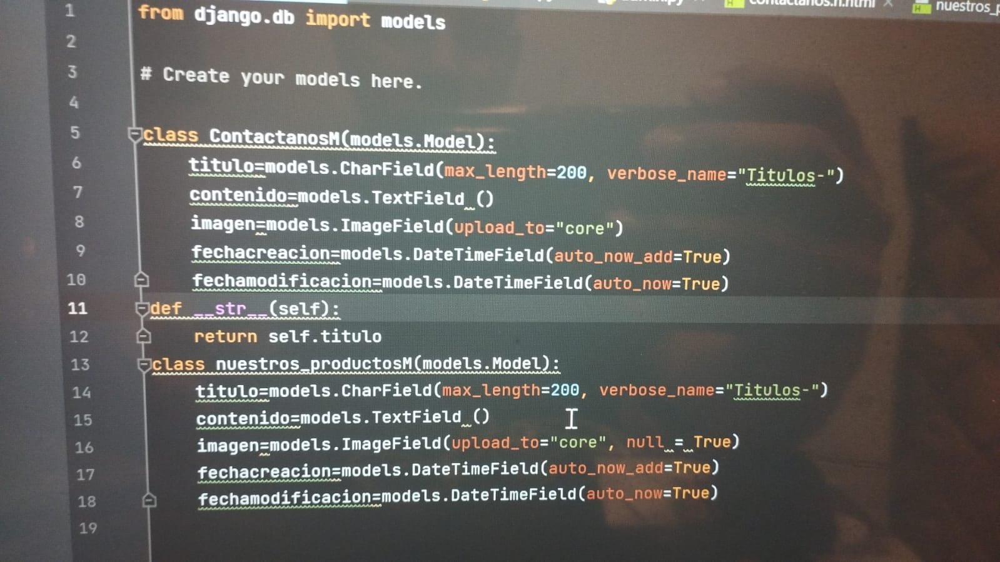 contactanos.h.html nuestros_p
1 from django.db import models
2
3 # Create your models here.
4
5 class ContactanosM(models.Model):
6 titulo=models.CharField(max_length=200, verbose_name="Titulos-")
7 contenido=models.TextField ()
8 imagen=models.ImageField(upload_to="core")
9 fechacreacion=models.DateTimeField(auto_now_add=True)
10 fechamodificacion=models.DateTimeField(auto_now=True)
11 def __str__(self):
12 return self.titulo
13 class nuestros_productosM(models.Model):
14 titulo=models.CharField(max_length=200, verbose_name="Titulos-")
15 contenido=models.TextField ()
16 imagen=models.ImageField(upload_to="core", null = True)
17 fechacreacion=models.DateTimeField(auto_now_add=True)
18 fechamodificacion=models.DateTimeField(auto_now=True)
19